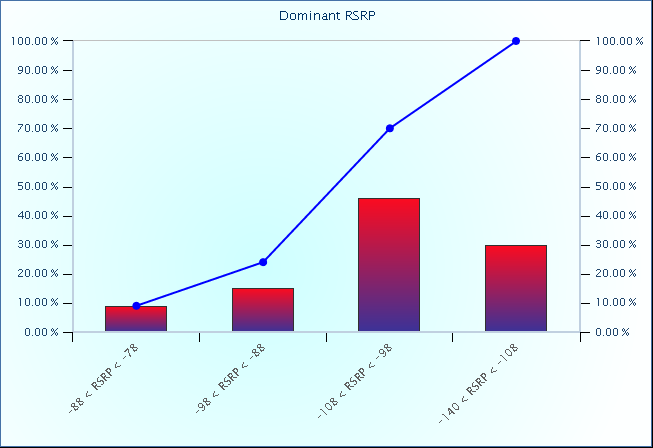 Dominant RSRP
100.00 % 100.00 %
90.00 % 90.00 %
80.00 % 80.00 %
70.00 % 70.00 %
60.00 % 60.00 %
50.00 % 50.00 %
40.00 % 40.00 %
30.00 % 30.00 %
20.00 % 20.00 %
10.00 % 10.00 %
0.00 % 0.00 %
-88 < RSRP < -78
-98 < RSRP < -88
-108 < RSRP < -98
-140 < RSRP < -108